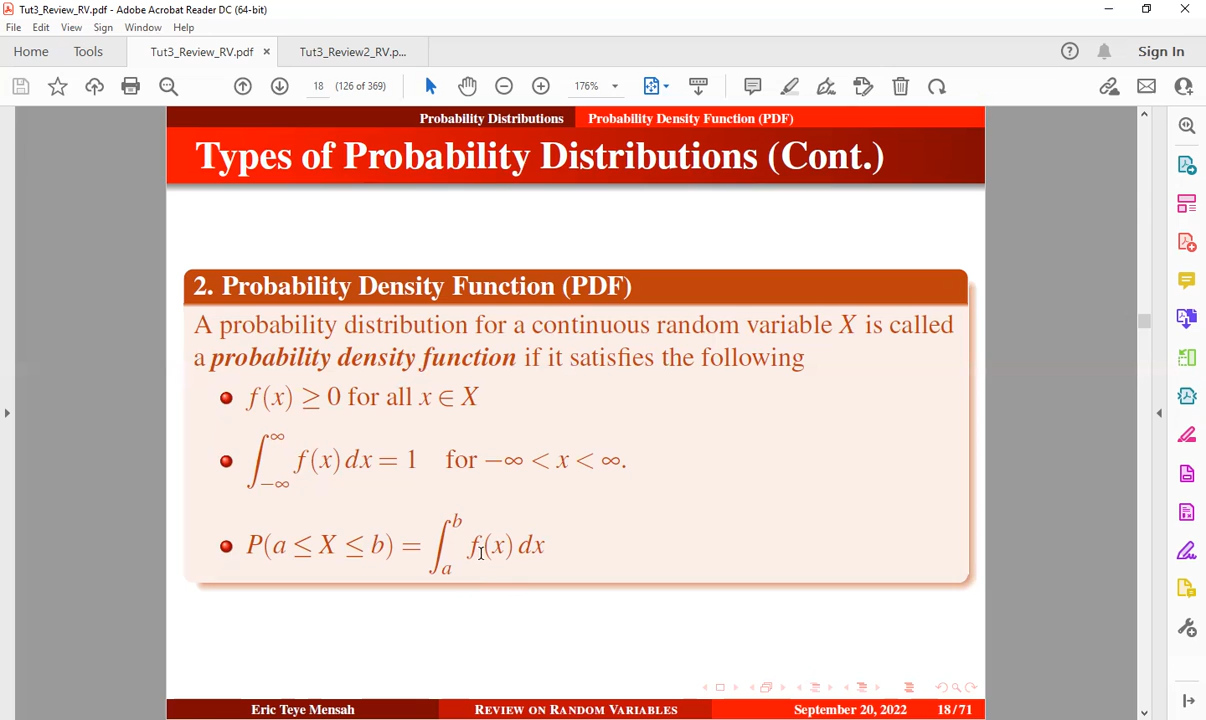 Tut3_Review_RV.pdf - Adobe Acrobat Reader DC (64-bit)
File Edit View Sign Window Help
Home Tools Tut3_Review_RV.pdf × Tut3_Review2_RV.p... Sign In
18 (126 of 369) 176%
Probability Distributions Probability Density Function (PDF)
Types of Probability Distributions (Cont.)
2. Probability Density Function (PDF)
A probability distribution for a continuous random variable X is called
a probability density function if it satisfies the following
f(x) ≥ 0 for all x ∈ X
∫_{−∞}^{∞} f(x) dx = 1 for −∞ < x < ∞.
P(a ≤ X ≤ b) = ∫_a^b f(x) dx
Eric Teye Mensah REVIEW ON RANDOM VARIABLES September 20, 2022 18/71